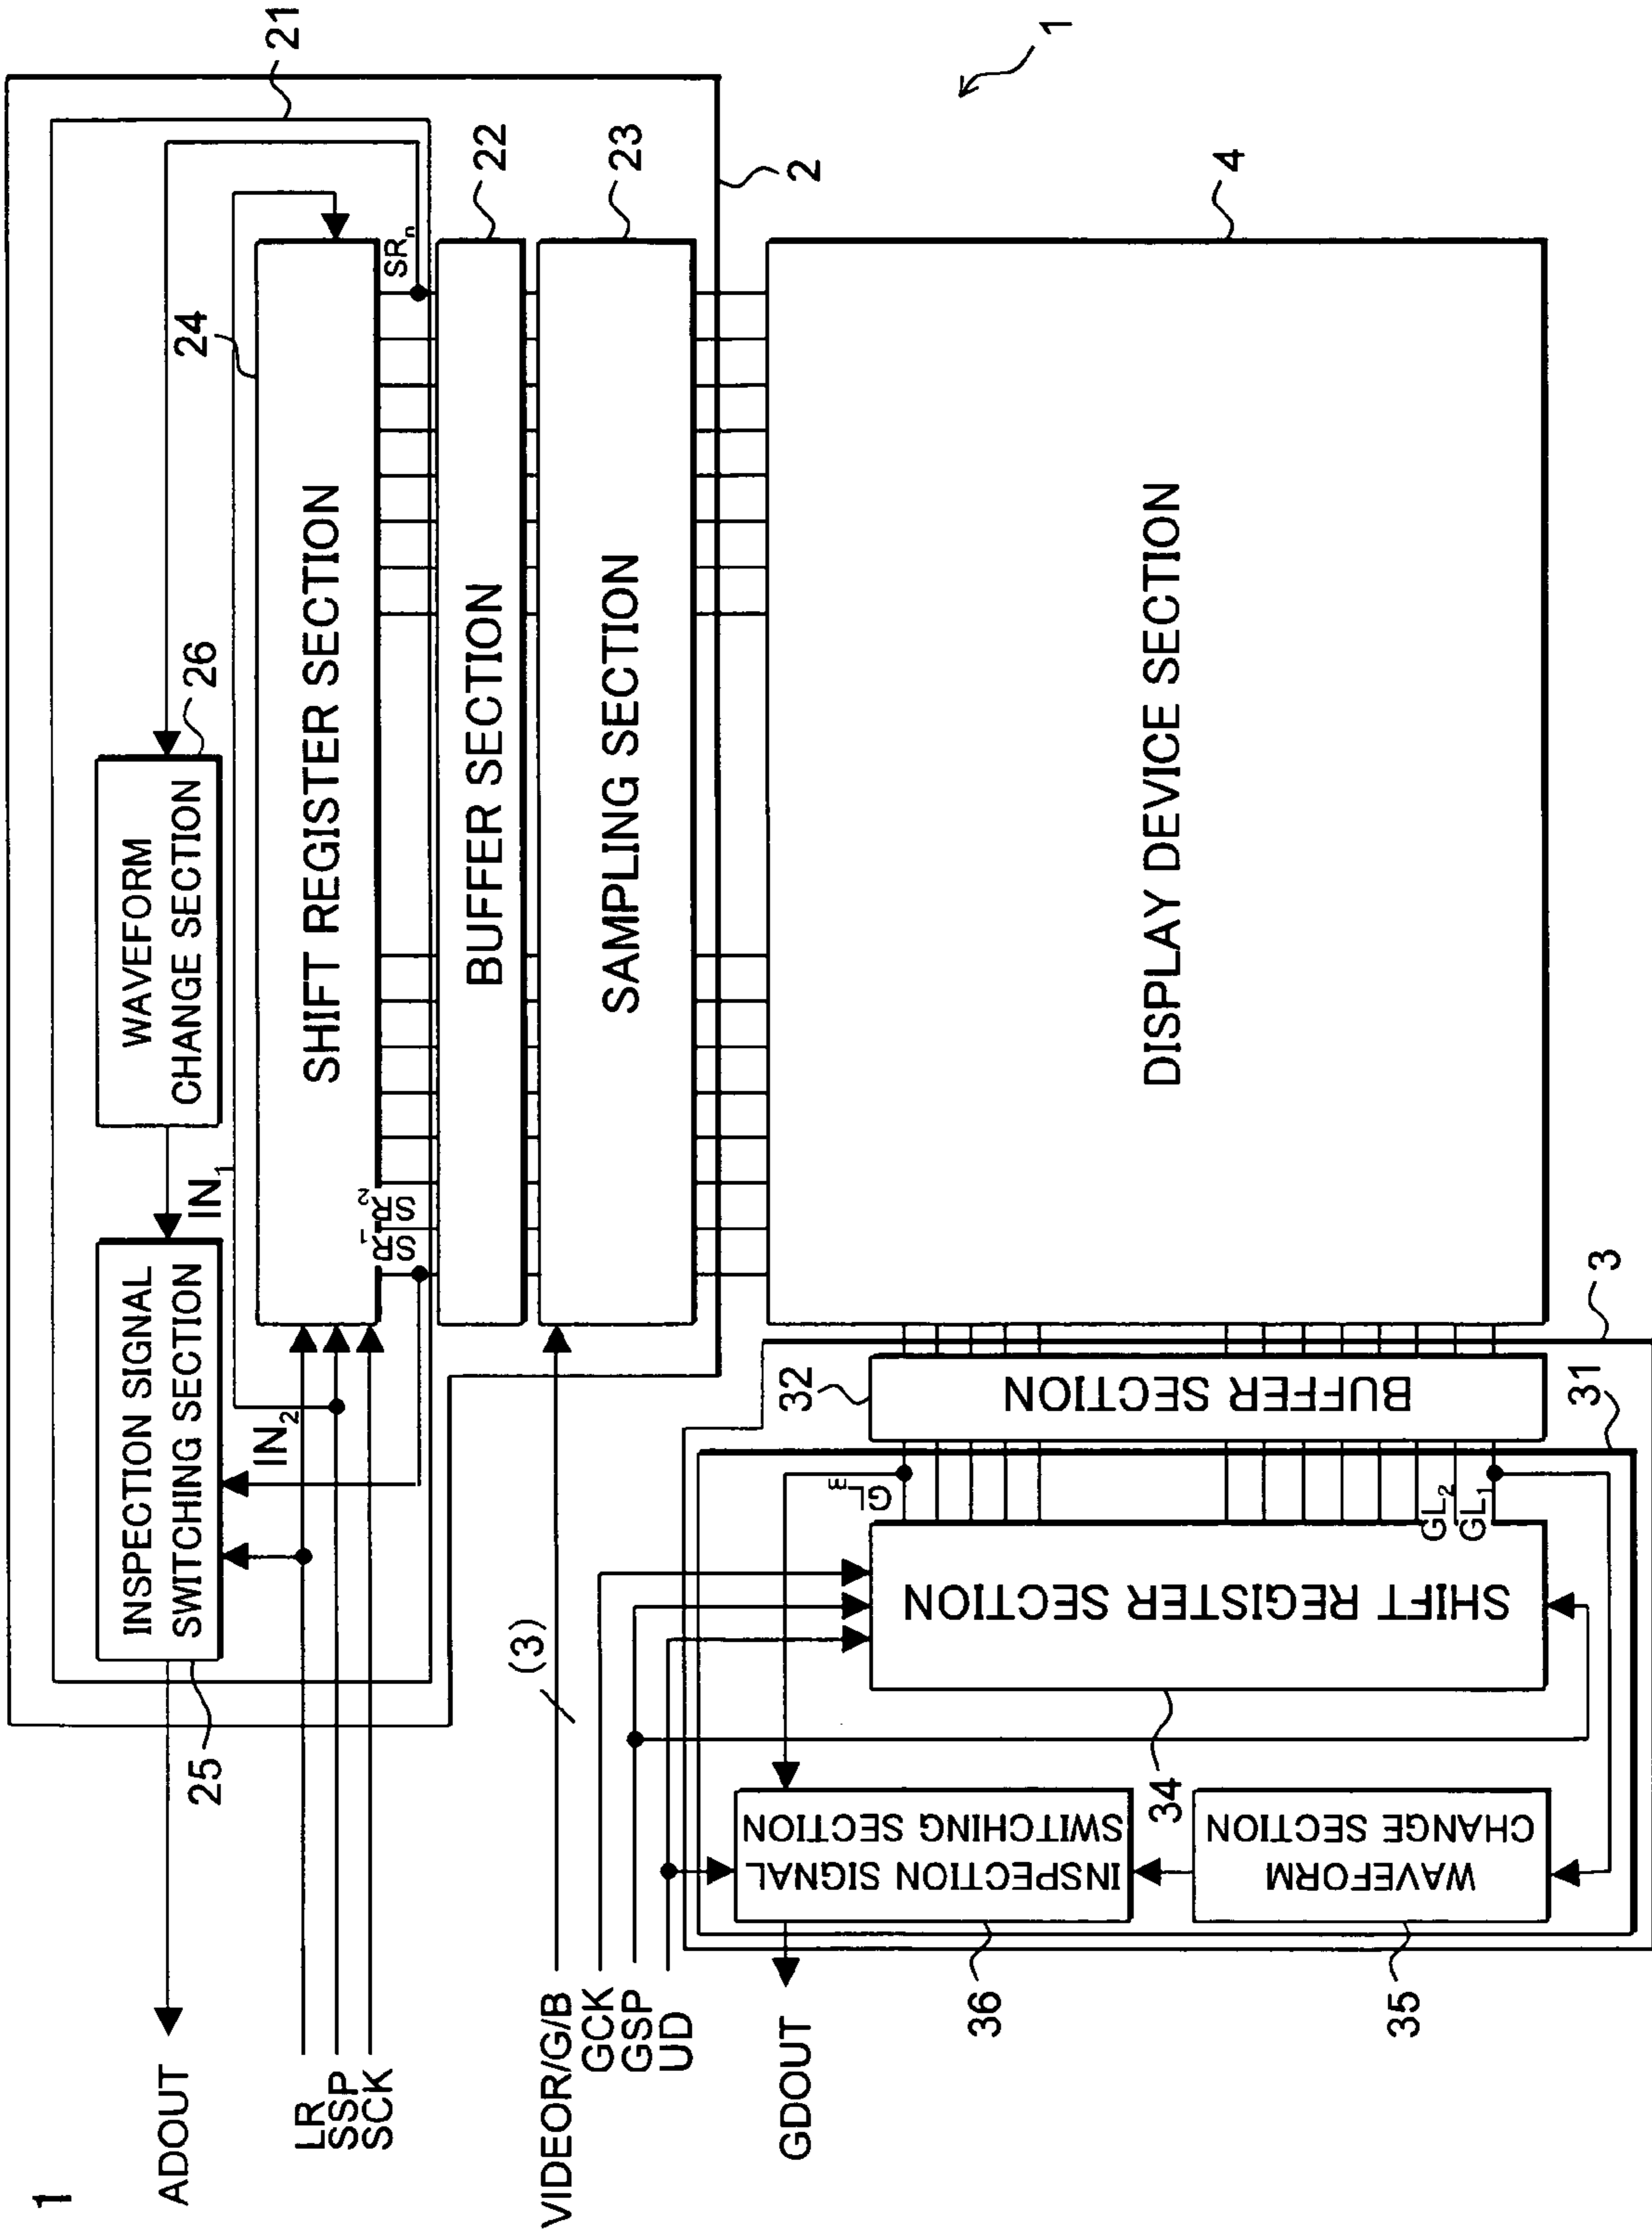 1
21
24
26
WAVEFORM
CHANGE SECTION
IN1
INSPECTION SIGNAL
SWITCHING SECTION
25
IN2
ADOUT
LR
SSP
SCK
SHIFT REGISTER SECTION
SR1
SR2
SRn
22
BUFFER SECTION
23
SAMPLING SECTION
2
1
(3)
VIDEOR/G/B
GCK
GSP
UD
GDOUT
4
DISPLAY DEVICE SECTION
3
32
BUFFER SECTION
31
GLm
GL2
GL1
SHIFT REGISTER SECTION
34
INSPECTION SIGNAL
SWITCHING SECTION
36
WAVEFORM
CHANGE SECTION
35